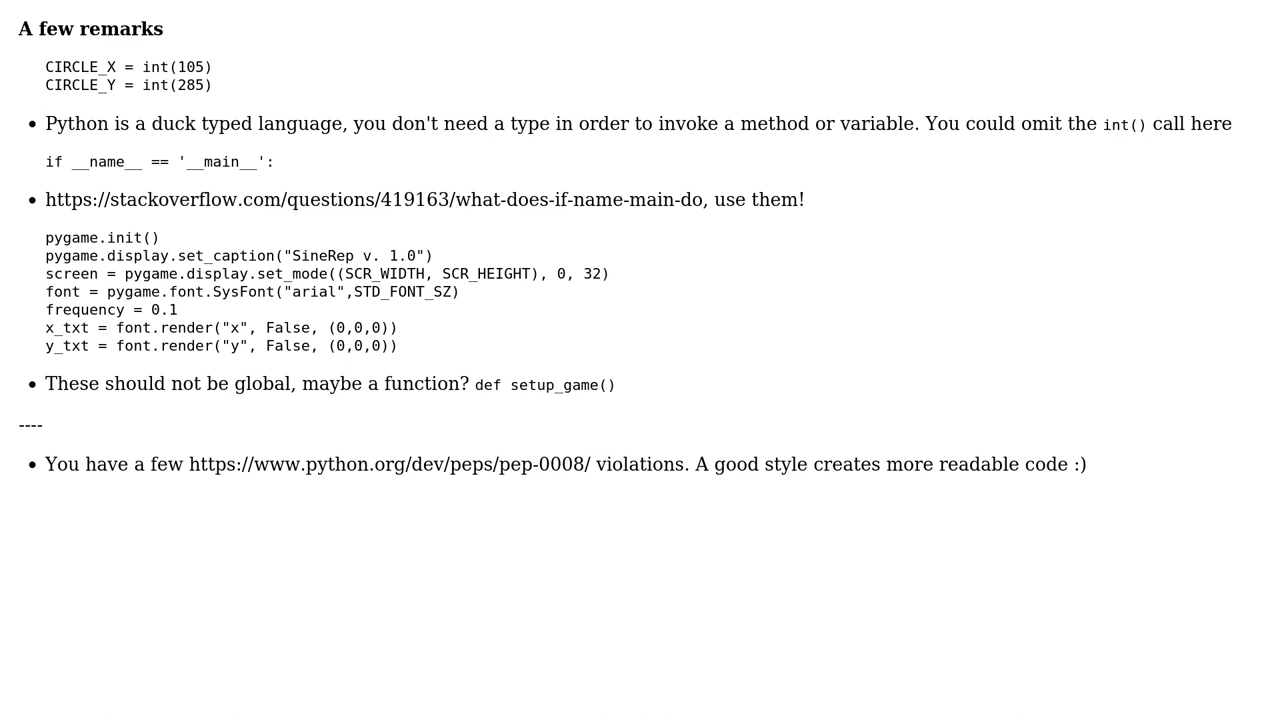 A few remarks
CIRCLE_X = int(105)
CIRCLE_Y = int(285)
• Python is a duck typed language, you don't need a type in order to invoke a method or variable. You could omit the int() call here
if __name__ == '__main__':
• https://stackoverflow.com/questions/419163/what-does-if-name-main-do, use them!
pygame.init()
pygame.display.set_caption("SineRep v. 1.0")
screen = pygame.display.set_mode((SCR_WIDTH, SCR_HEIGHT), 0, 32)
font = pygame.font.SysFont("arial",STD_FONT_SZ)
frequency = 0.1
x_txt = font.render("x", False, (0,0,0))
y_txt = font.render("y", False, (0,0,0))
• These should not be global, maybe a function? def setup_game()
----
• You have a few https://www.python.org/dev/peps/pep-0008/ violations. A good style creates more readable code :)